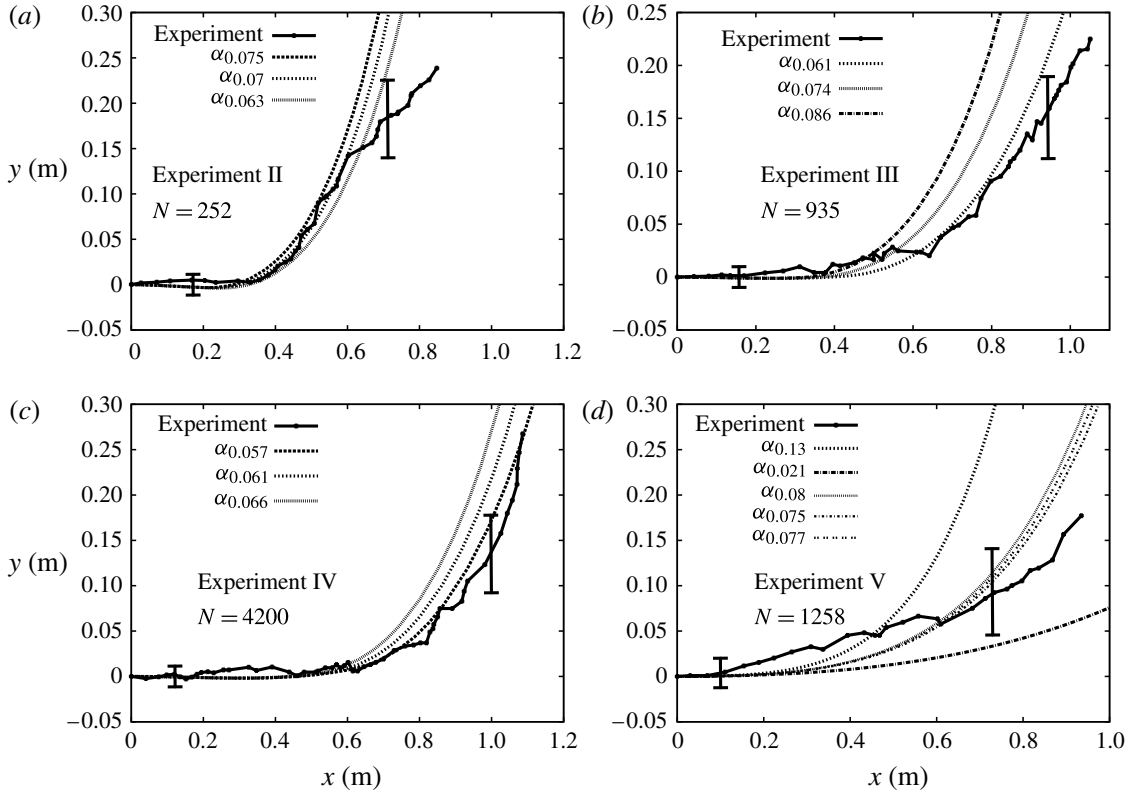 (a)
0.30
0.25
0.20
0.15
0.10
0.05
0
–0.05
y (m)
Experiment
α0.075
α0.07
α0.063
Experiment II
N = 252
0 0.2 0.4 0.6 0.8 1.0 1.2
(b)
0.25
0.20
0.15
0.10
0.05
0
–0.05
Experiment
α0.061
α0.074
α0.086
Experiment III
N = 935
0 0.2 0.4 0.6 0.8 1.0
(c)
0.30
0.25
0.20
0.15
0.10
0.05
0
–0.05
y (m)
Experiment
α0.057
α0.061
α0.066
Experiment IV
N = 4200
0 0.2 0.4 0.6 0.8 1.0 1.2
x (m)
(d)
0.30
0.25
0.20
0.15
0.10
0.05
0
–0.05
Experiment
α0.13
α0.021
α0.08
α0.075
α0.077
Experiment V
N = 1258
0 0.2 0.4 0.6 0.8 1.0
x (m)